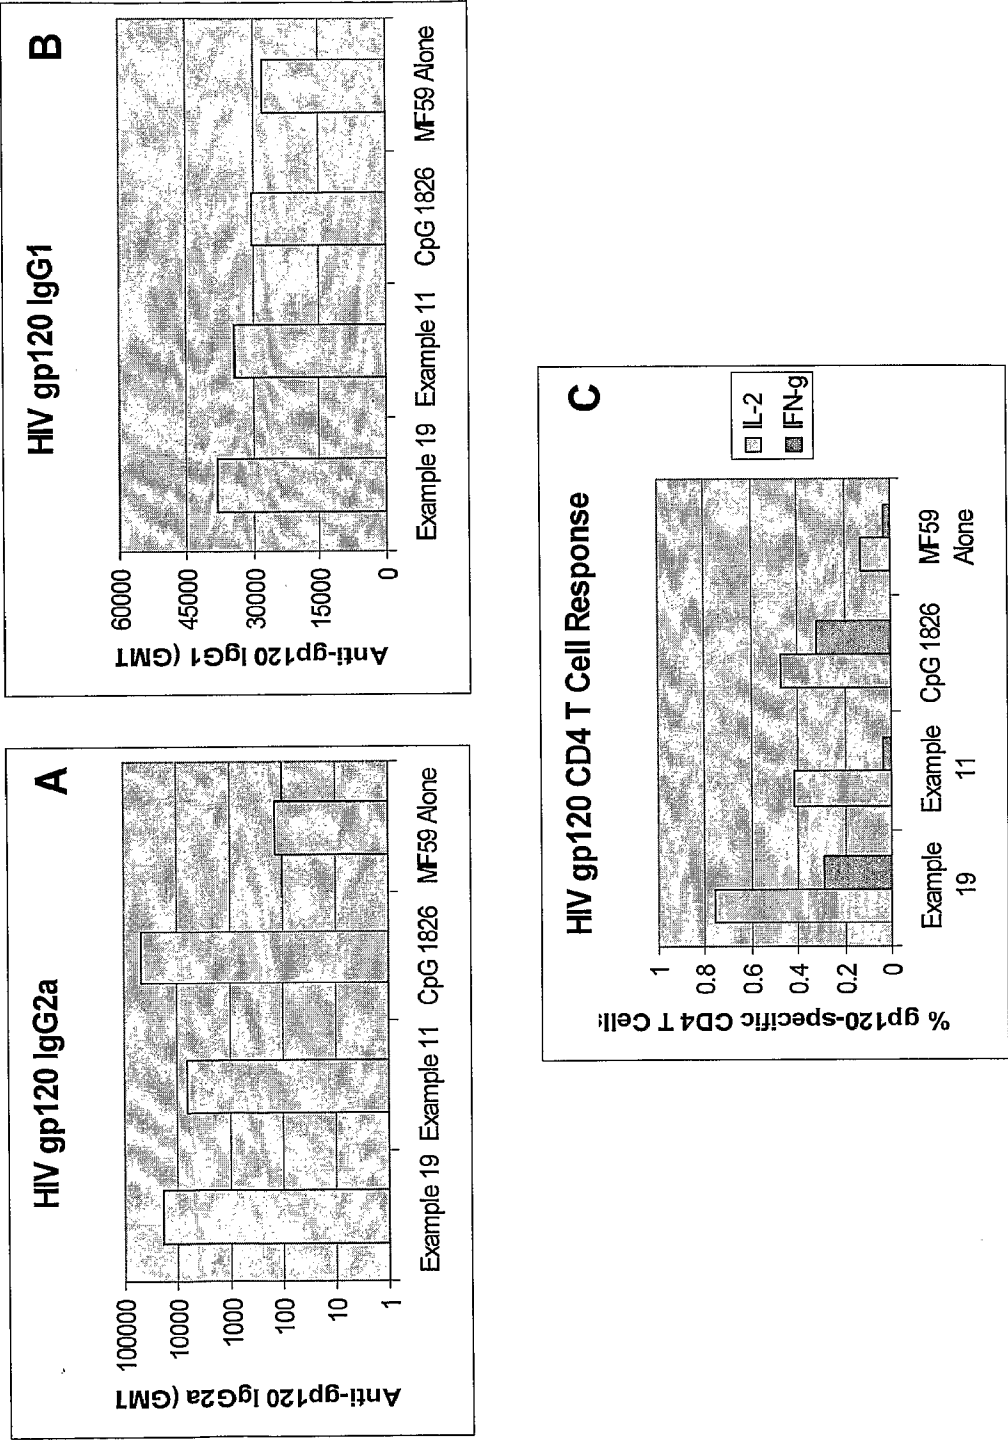 HIV gp120 IgG2a
A
Anti-gp120 IgG2a (GMT)
100000
10000
1000
100
10
1
Example 19 Example 11 CpG 1826 MF59 Alone
HIV gp120 IgG1
B
Anti-gp120 IgG1 (GMT)
60000
45000
30000
15000
0
Example 19 Example 11 CpG 1826 MF59 Alone
HIV gp120 CD4 T Cell Response
C
% gp120-specific CD4 T Cells
1
0.8
0.6
0.4
0.2
0
Example 19
Example 11
CpG 1826
MF59 Alone
IL-2
IFN-g